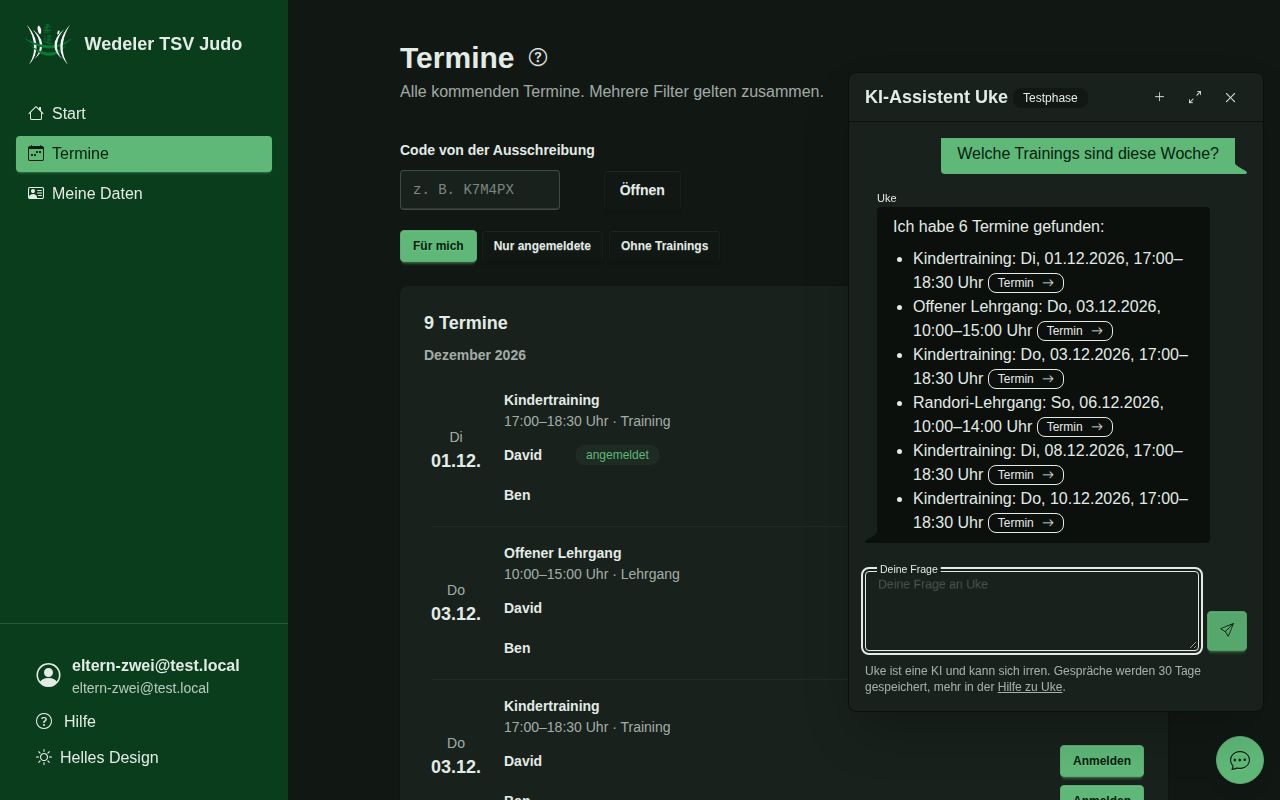 Wedeler TSV Judo
Start
Termine
Meine Daten
eltern-zwei@test.local
eltern-zwei@test.local
Hilfe
Helles Design
Termine
Alle kommenden Termine. Mehrere Filter gelten zusammen.
Code von der Ausschreibung
z. B. K7M4PX
Öffnen
Für mich
Nur angemeldete
Ohne Trainings
9 Termine
Dezember 2026
Di
01.12.
Kindertraining
17:00–18:30 Uhr · Training
David
angemeldet
Ben
Do
03.12.
Offener Lehrgang
10:00–15:00 Uhr · Lehrgang
David
Ben
Do
03.12.
Kindertraining
17:00–18:30 Uhr · Training
David
Anmelden
Ben
Anmelden
KI-Assistent Uke
Testphase
Welche Trainings sind diese Woche?
Uke
Ich habe 6 Termine gefunden:
Kindertraining: Di, 01.12.2026, 17:00–
18:30 Uhr Termin →
Offener Lehrgang: Do, 03.12.2026,
10:00–15:00 Uhr Termin →
Kindertraining: Do, 03.12.2026, 17:00–
18:30 Uhr Termin →
Randori-Lehrgang: So, 06.12.2026,
10:00–14:00 Uhr Termin →
Kindertraining: Di, 08.12.2026, 17:00–
18:30 Uhr Termin →
Kindertraining: Do, 10.12.2026, 17:00–
18:30 Uhr Termin →
Deine Frage
Deine Frage an Uke
Uke ist eine KI und kann sich irren. Gespräche werden 30 Tage
gespeichert, mehr in der Hilfe zu Uke.